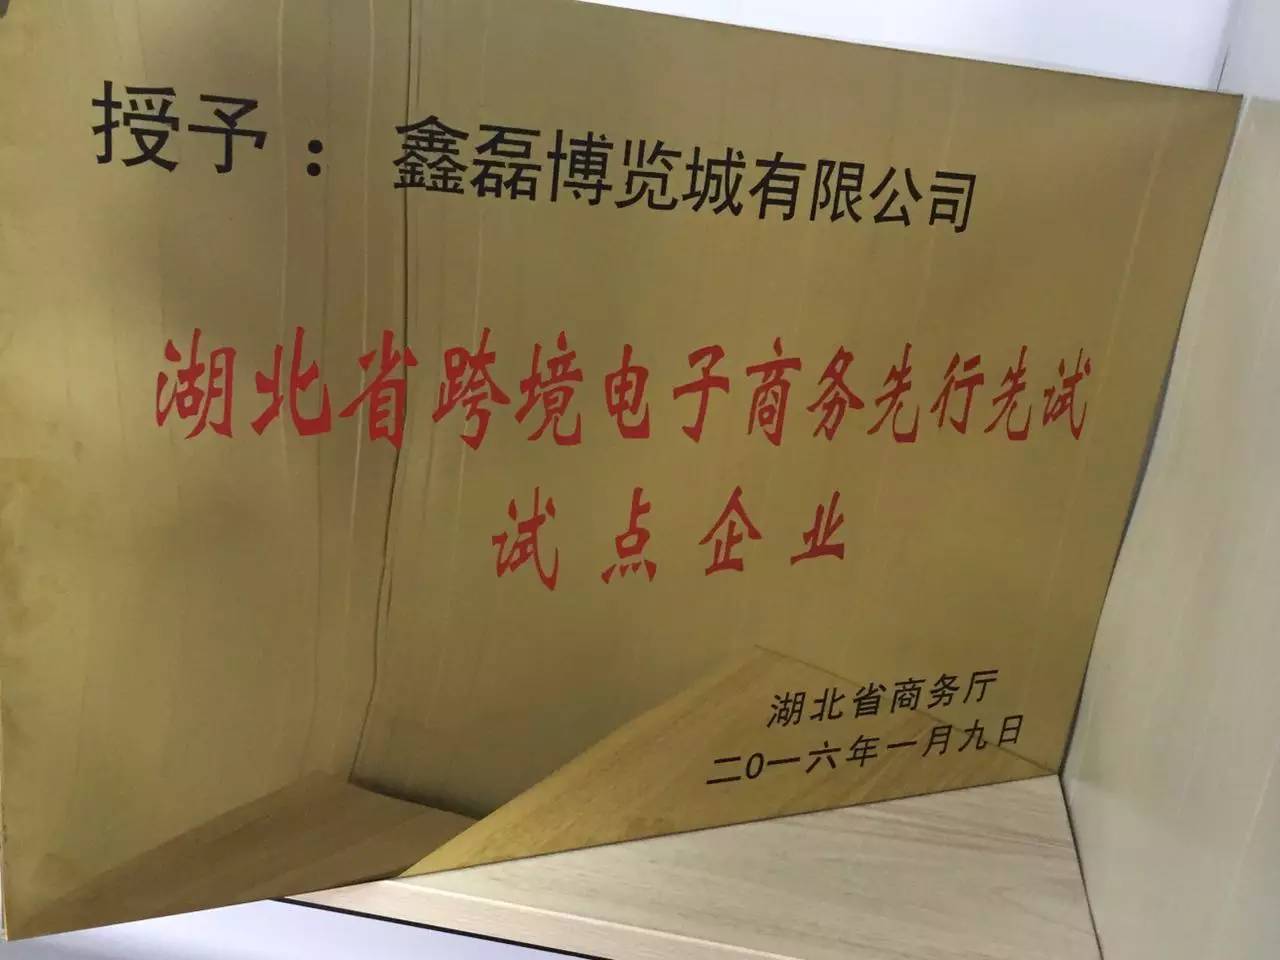 授予：鑫磊博览城有限公司
湖北省跨境电子商务先行先试
试点企业
湖北省商务厅
二〇一六年一月九日